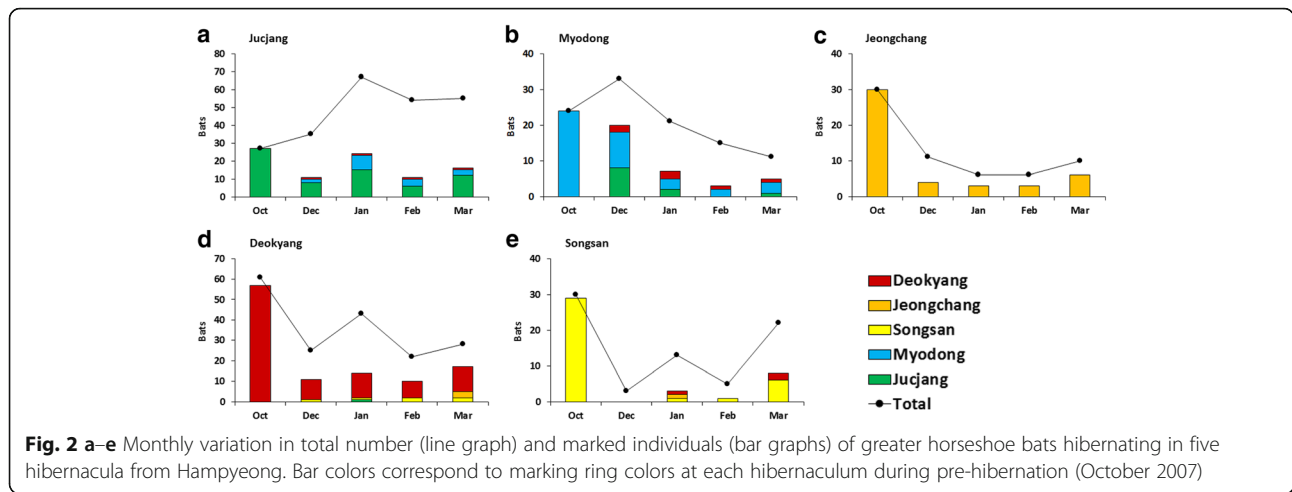 a Jucjang
80
70
60
50
40
30
20
10
0
Bats
Oct Dec Jan Feb Mar
b Myodong
40
30
20
10
0
Bats
Oct Dec Jan Feb Mar
c Jeongchang
40
30
20
10
0
Bats
Oct Dec Jan Feb Mar
d Deokyang
70
60
50
40
30
20
10
0
Bats
Oct Dec Jan Feb Mar
e Songsan
40
30
20
10
0
Bats
Oct Dec Jan Feb Mar
Deokyang
Jeongchang
Songsan
Myodong
Jucjang
Total
Fig. 2 a–e Monthly variation in total number (line graph) and marked individuals (bar graphs) of greater horseshoe bats hibernating in five
hibernacula from Hampyeong. Bar colors correspond to marking ring colors at each hibernaculum during pre-hibernation (October 2007)